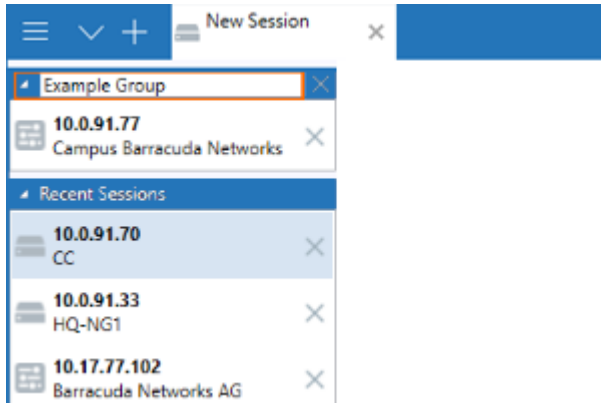 New Session
Example Group
10.0.91.77
Campus Barracuda Networks
Recent Sessions
10.0.91.70
CC
10.0.91.33
HQ-NG1
10.17.77.102
Barracuda Networks AG